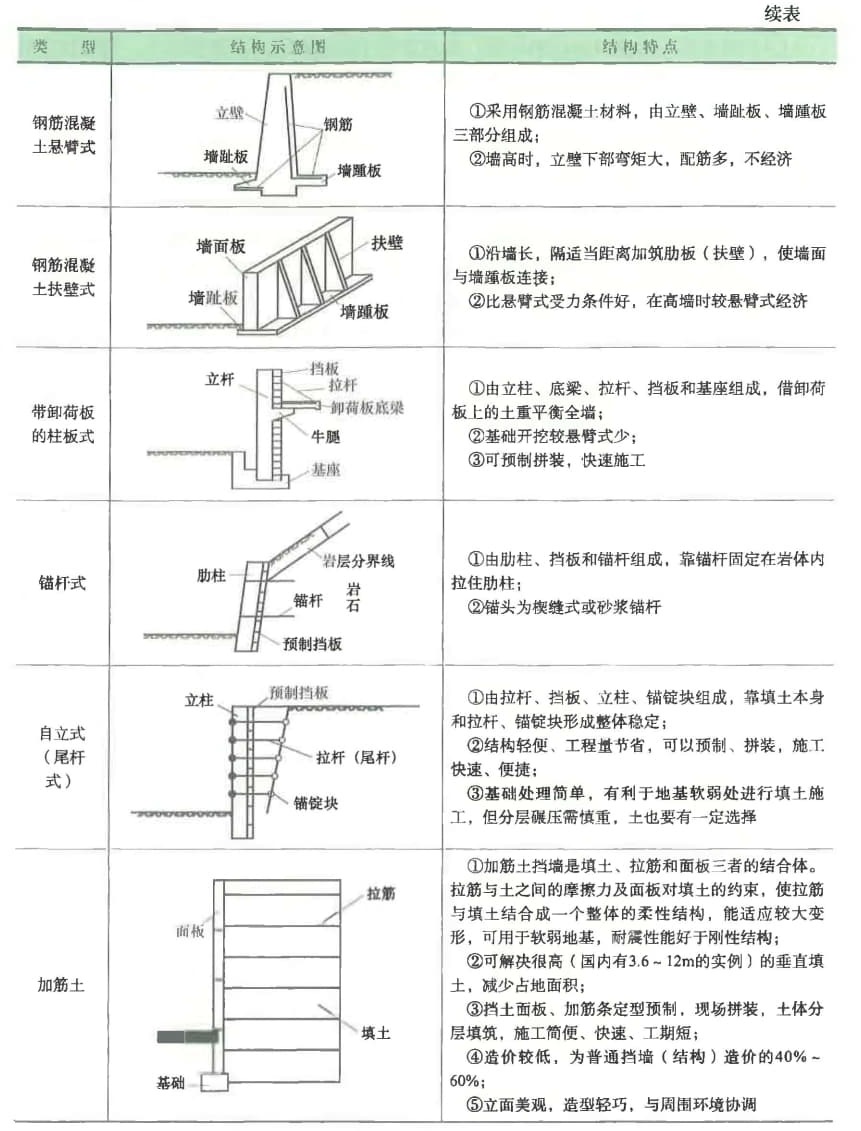 续表
类 型 结构示意图 结构特点
钢筋混凝
土悬臂式
立壁
钢筋
墙趾板
墙踵板
①采用钢筋混凝土材料，由立壁、墙趾板、墙踵板
三部分组成；
②墙高时，立壁下部弯矩大，配筋多，不经济
钢筋混凝
土扶壁式
墙面板
扶壁
墙趾板
墙踵板
①沿墙长，隔适当距离加筑肋板（扶壁），使墙面
与墙踵板连接；
②比悬臂式受力条件好，在高墙时较悬臂式经济
带卸荷板
的柱板式
立杆
挡板
拉杆
卸荷板底梁
牛腿
基座
①由立柱、底梁、拉杆、挡板和基座组成，借卸荷
板上的土重平衡全墙；
②基础开挖较悬臂式少；
③可预制拼装，快速施工
锚杆式
岩层分界线
肋柱
锚杆
岩
石
预制挡板
①由肋柱、挡板和锚杆组成，靠锚杆固定在岩体内
拉住肋柱；
②锚头为楔缝式或砂浆锚杆
自立式
（尾杆
式）
立柱
预制挡板
拉杆（尾杆）
锚锭块
①由拉杆、挡板、立柱、锚锭块组成，靠填土本身
和拉杆、锚锭块形成整体稳定；
②结构轻便、工程量节省，可以预制、拼装，施工
快速、便捷；
③基础处理简单，有利于地基软弱处进行填土施
工，但分层碾压需慎重，土也要有一定选择
加筋土
拉筋
面板
填土
基础
①加筋土挡墙是填土、拉筋和面板三者的结合体。
拉筋与土之间的摩擦力及面板对填土的约束，使拉筋
与填土结合成一个整体的柔性结构，能适应较大变
形，可用于软弱地基，耐震性能好于刚性结构；
②可解决很高（国内有3.6～12m的实例）的垂直填
土，减少占地面积；
③挡土面板、加筋条定型预制，现场拼装，土体分
层填筑，施工简便、快速、工期短；
④造价较低，为普通挡墙（结构）造价的40%～
60%；
⑤立面美观，造型轻巧，与周围环境协调